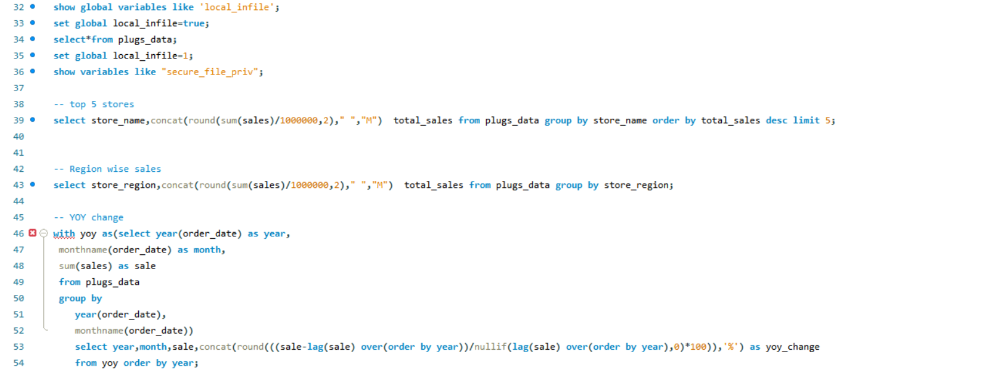 32 show global variables like 'local_infile';
33 set global local_infile=true;
34 select*from plugs_data;
35 set global local_infile=1;
36 show variables like "secure_file_priv";
37
38 -- top 5 stores
39 select store_name,concat(round(sum(sales)/1000000,2)," ","M")  total_sales from plugs_data group by store_name order by total_sales desc limit 5;
40
41
42 -- Region wise sales
43 select store_region,concat(round(sum(sales)/1000000,2)," ","M")  total_sales from plugs_data group by store_region;
44
45 -- YOY change
46 with yoy as(select year(order_date) as year,
47 monthname(order_date) as month,
48 sum(sales) as sale
49 from plugs_data
50 group by
51 year(order_date),
52 monthname(order_date))
53 select year,month,sale,concat(round(((sale-lag(sale) over(order by year))/nullif(lag(sale) over(order by year),0)*100)),'%') as yoy_change
54 from yoy order by year;